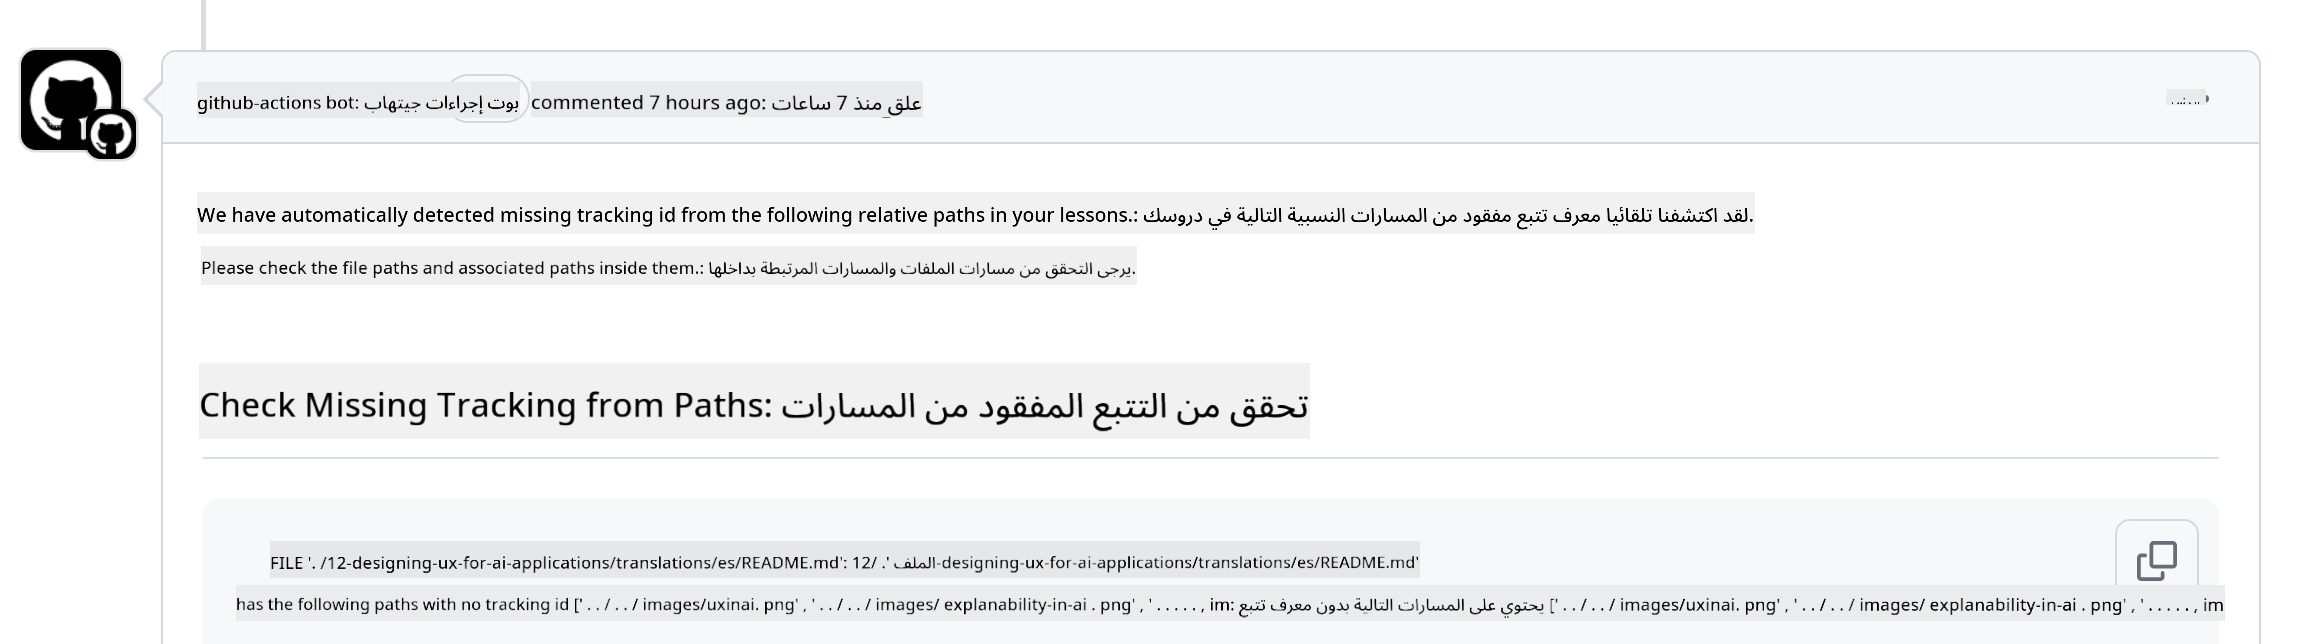 github-actions bot: بوت إجراءات جيتهاب commented 7 hours ago: علق منذ 7 ساعات
We have automatically detected missing tracking id from the following relative paths in your lessons.: لقد اكتشفنا تلقائيا معرف تتبع مفقود من المسارات النسبية التالية في دروسك.
Please check the file paths and associated paths inside them.: يرجى التحقق من مسارات الملفات والمسارات المرتبطة بداخلها.
Check Missing Tracking from Paths: تحقق من التتبع المفقود من المسارات
FILE '. /12-designing-ux-for-ai-applications/translations/es/README.md': 12/ .' الملف-designing-ux-for-ai-applications/translations/es/README.md'
has the following paths with no tracking id [' . . / . . / images/uxinai. png' , ' . . / . . / images/ explanability-in-ai . png' , ' . . . . . , im: يحتوي على المسارات التالية بدون معرف تتبع [' . . / . . / images/uxinai. png' , ' . . / . . / images/ explanability-in-ai . png' , ' . . . . . , im